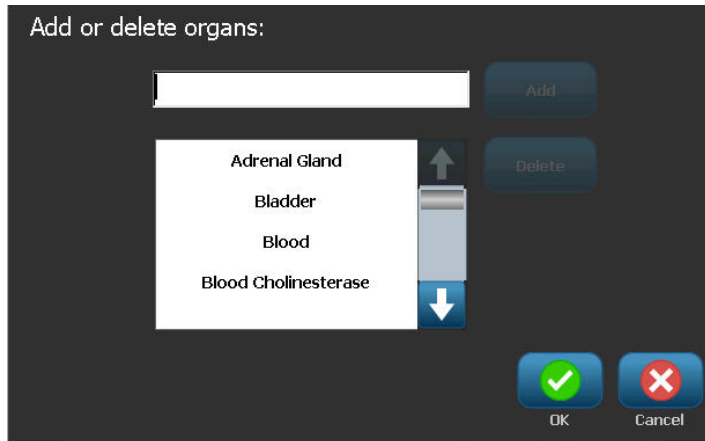 Add or delete organs:
Add
Adrenal Gland
Delete
Bladder
Blood
Blood Cholinesterase
OK
Cancel